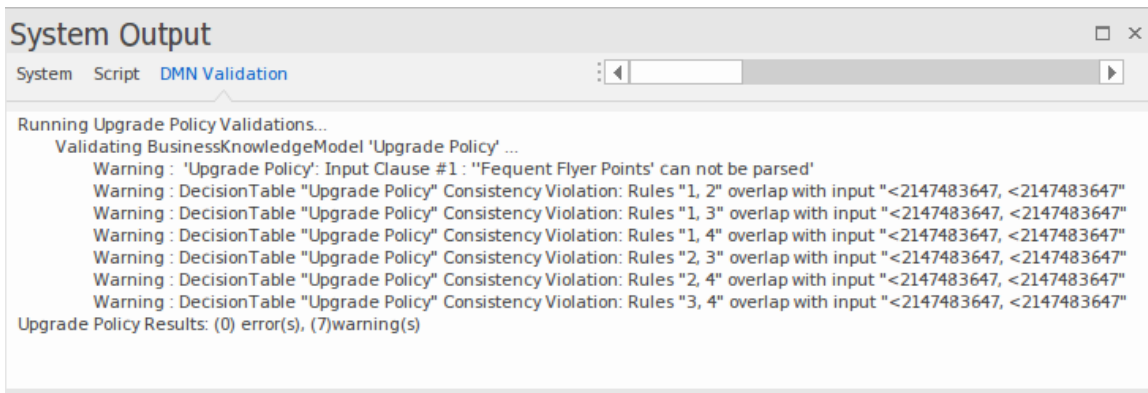 System Output
System Script DMN Validation
Running Upgrade Policy Validations...
Validating BusinessKnowledgeModel 'Upgrade Policy' ...
Warning : 'Upgrade Policy': Input Clause #1 : ''Fequent Flyer Points' can not be parsed'
Warning : DecisionTable "Upgrade Policy" Consistency Violation: Rules "1, 2" overlap with input "<2147483647, <2147483647"
Warning : DecisionTable "Upgrade Policy" Consistency Violation: Rules "1, 3" overlap with input "<2147483647, <2147483647"
Warning : DecisionTable "Upgrade Policy" Consistency Violation: Rules "1, 4" overlap with input "<2147483647, <2147483647"
Warning : DecisionTable "Upgrade Policy" Consistency Violation: Rules "2, 3" overlap with input "<2147483647, <2147483647"
Warning : DecisionTable "Upgrade Policy" Consistency Violation: Rules "2, 4" overlap with input "<2147483647, <2147483647"
Warning : DecisionTable "Upgrade Policy" Consistency Violation: Rules "3, 4" overlap with input "<2147483647, <2147483647"
Upgrade Policy Results: (0) error(s), (7)warning(s)